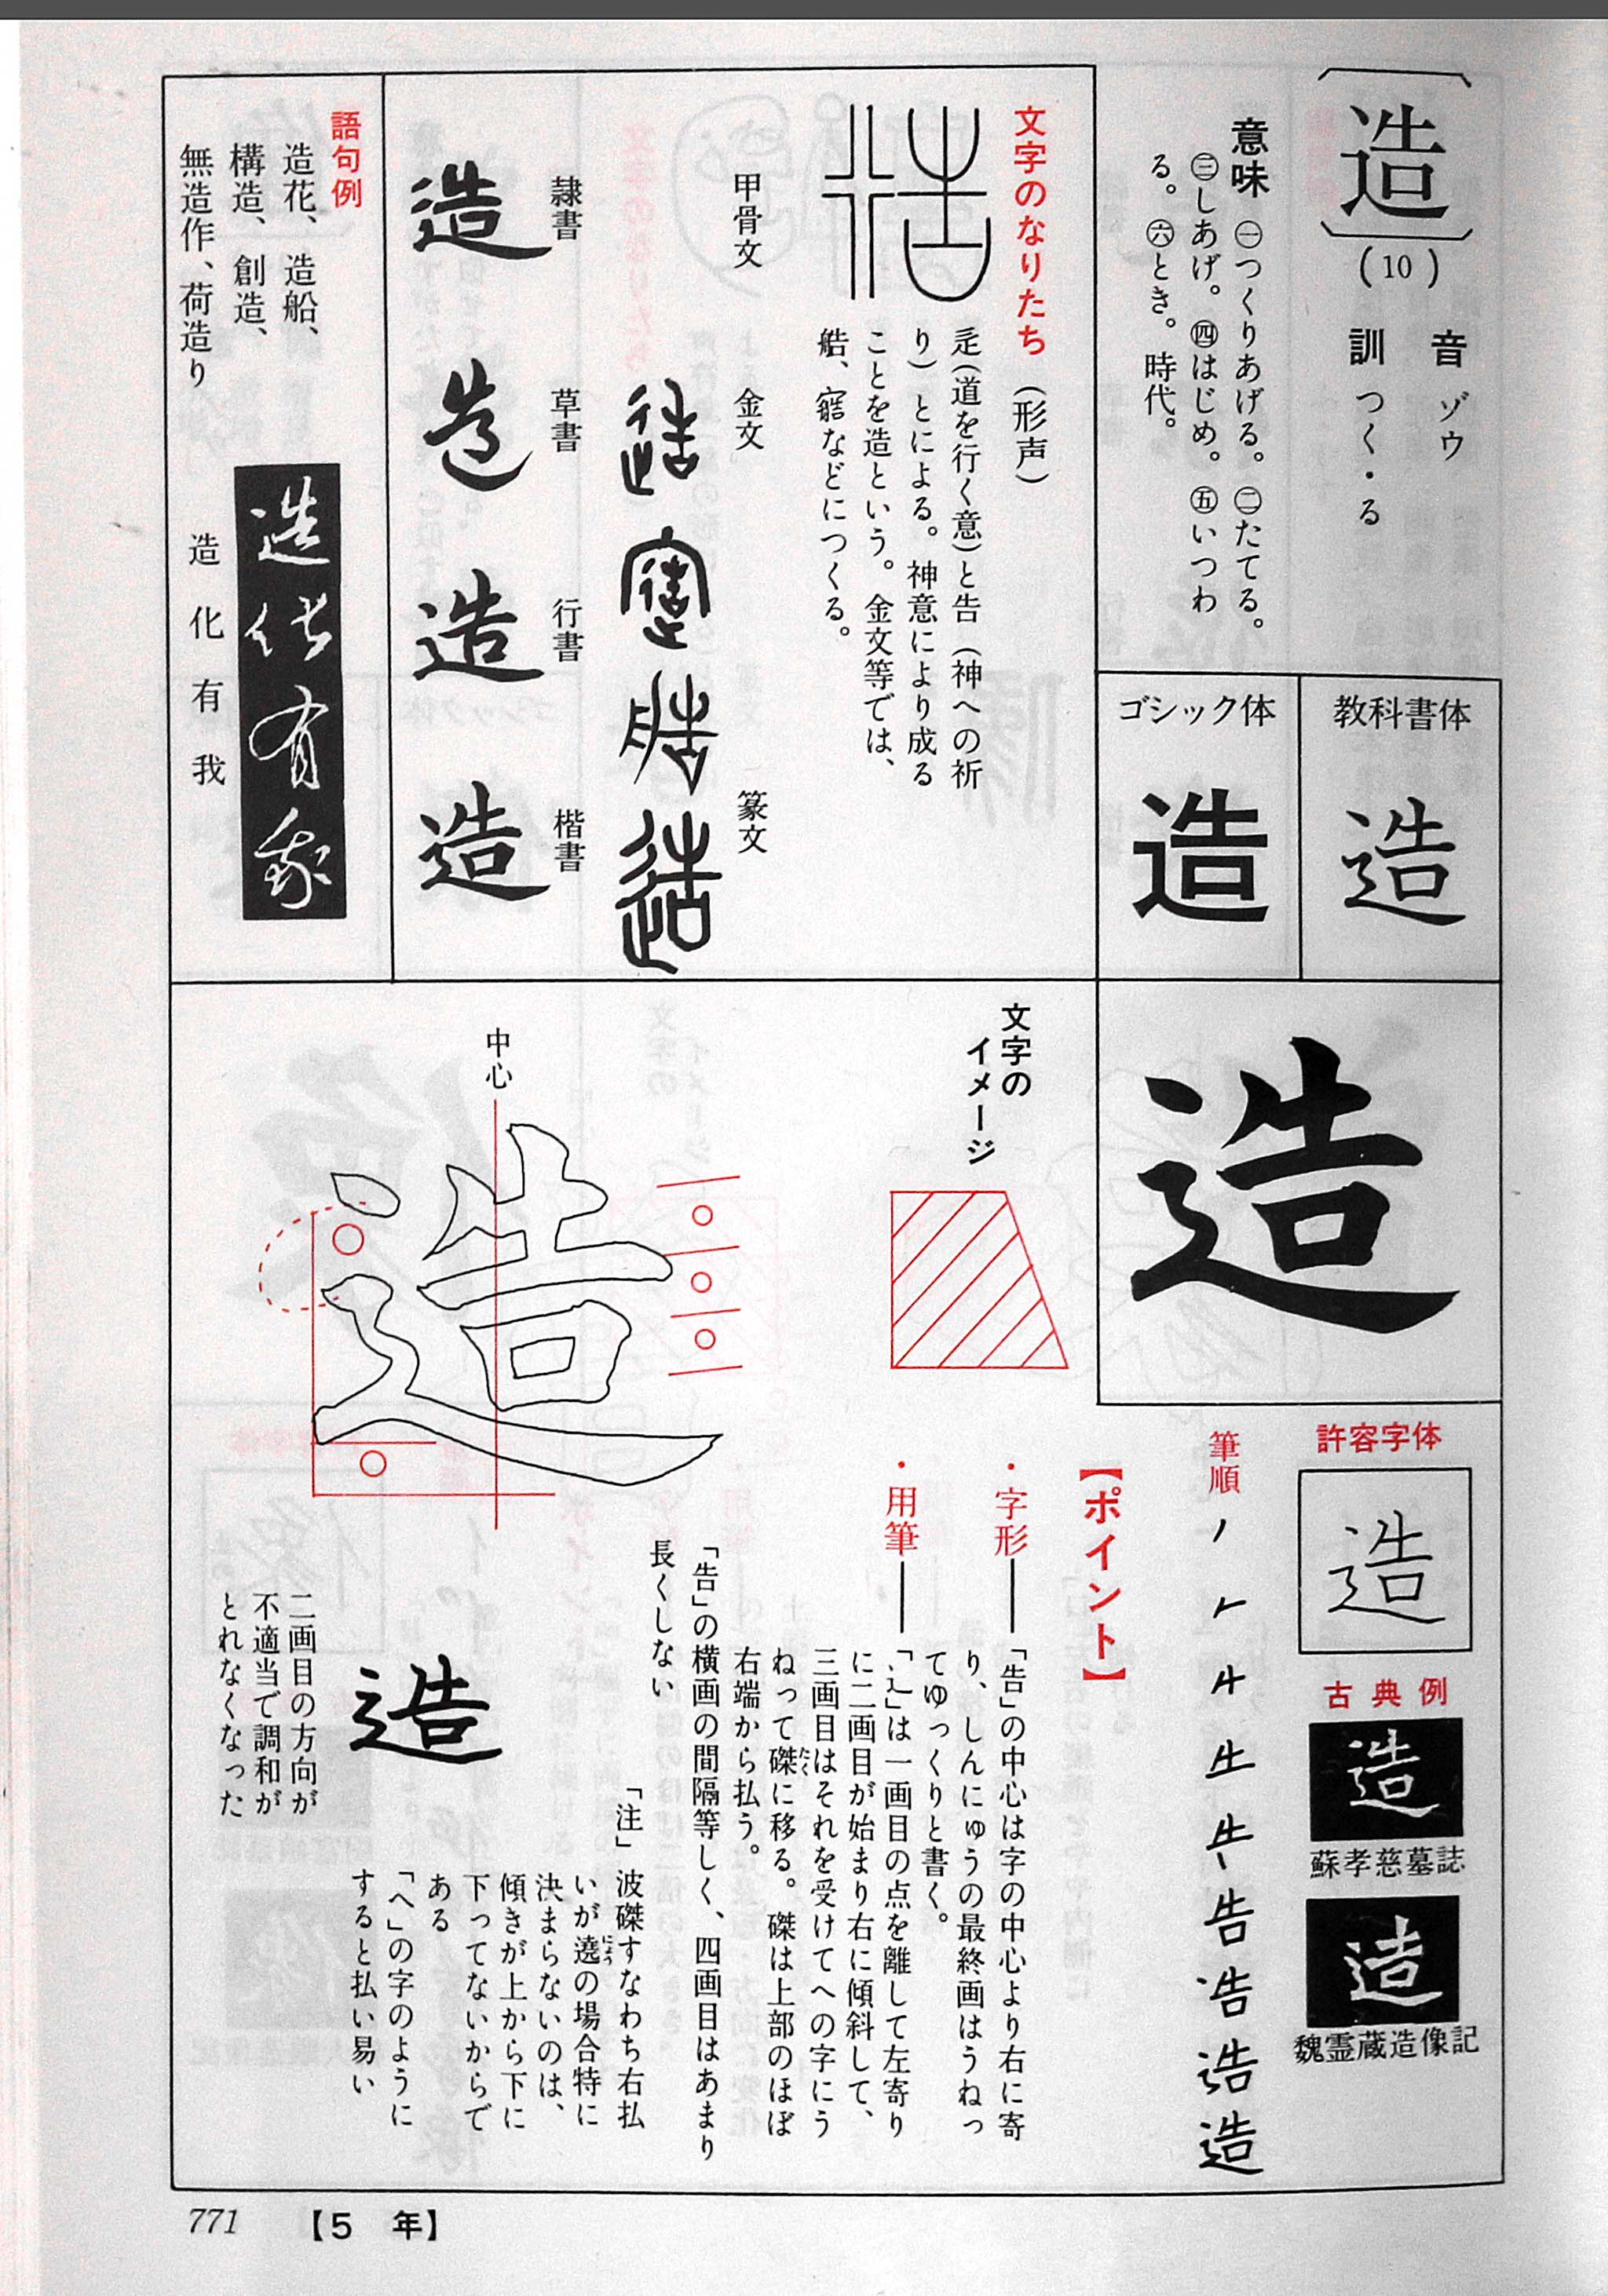 〔造〕(10)
音 ゾウ
訓 つく・る
意味 ㊀つくりあげる。㊁たてる。
㊂しあげ。㊃はじめ。㊄いつわ
る。㊅とき。時代。
教科書体
造
ゴシック体
造
文字のなりたち（形声）
辵（道を行く意）と告（神への祈
り）とによる。神意により成る
ことを造という。金文等では、
艁、などにつくる。
甲骨文
金文
篆文
隷書
草書
行書
楷書
造
造
造
造
語句例
造花、造船、
構造、創造、
無造作、荷造り
造化有我
造化有我
造
文字の
イメージ
中心
造
許容字体
造
古典例
造
蘇孝慈墓誌
造
魏霊蔵造像記
筆順
告
浩
造
【ポイント】
・字形━━「告」の中心は字の中心より右に寄
り、しんにゅうの最終画はうねっ
てゆっくりと書く。
・用筆━━「辶」は一画目の点を離して左寄り
に二画目が始まり右に傾斜して、
三画目はそれを受けてへの字にう
ねって磔に移る。磔は上部のほぼ
たく
右端から払う。
「告」の横画の間隔等しく、四画目はあまり
長くしない
「注」波磔すなわち右払
いが遶の場合特に
にょう
決まらないのは、
傾きが上から下に
下ってないからで
ある
「へ」の字のように
すると払い易い
造
二画目の方向が
不適当で調和が
とれなくなった
771 【5 年】